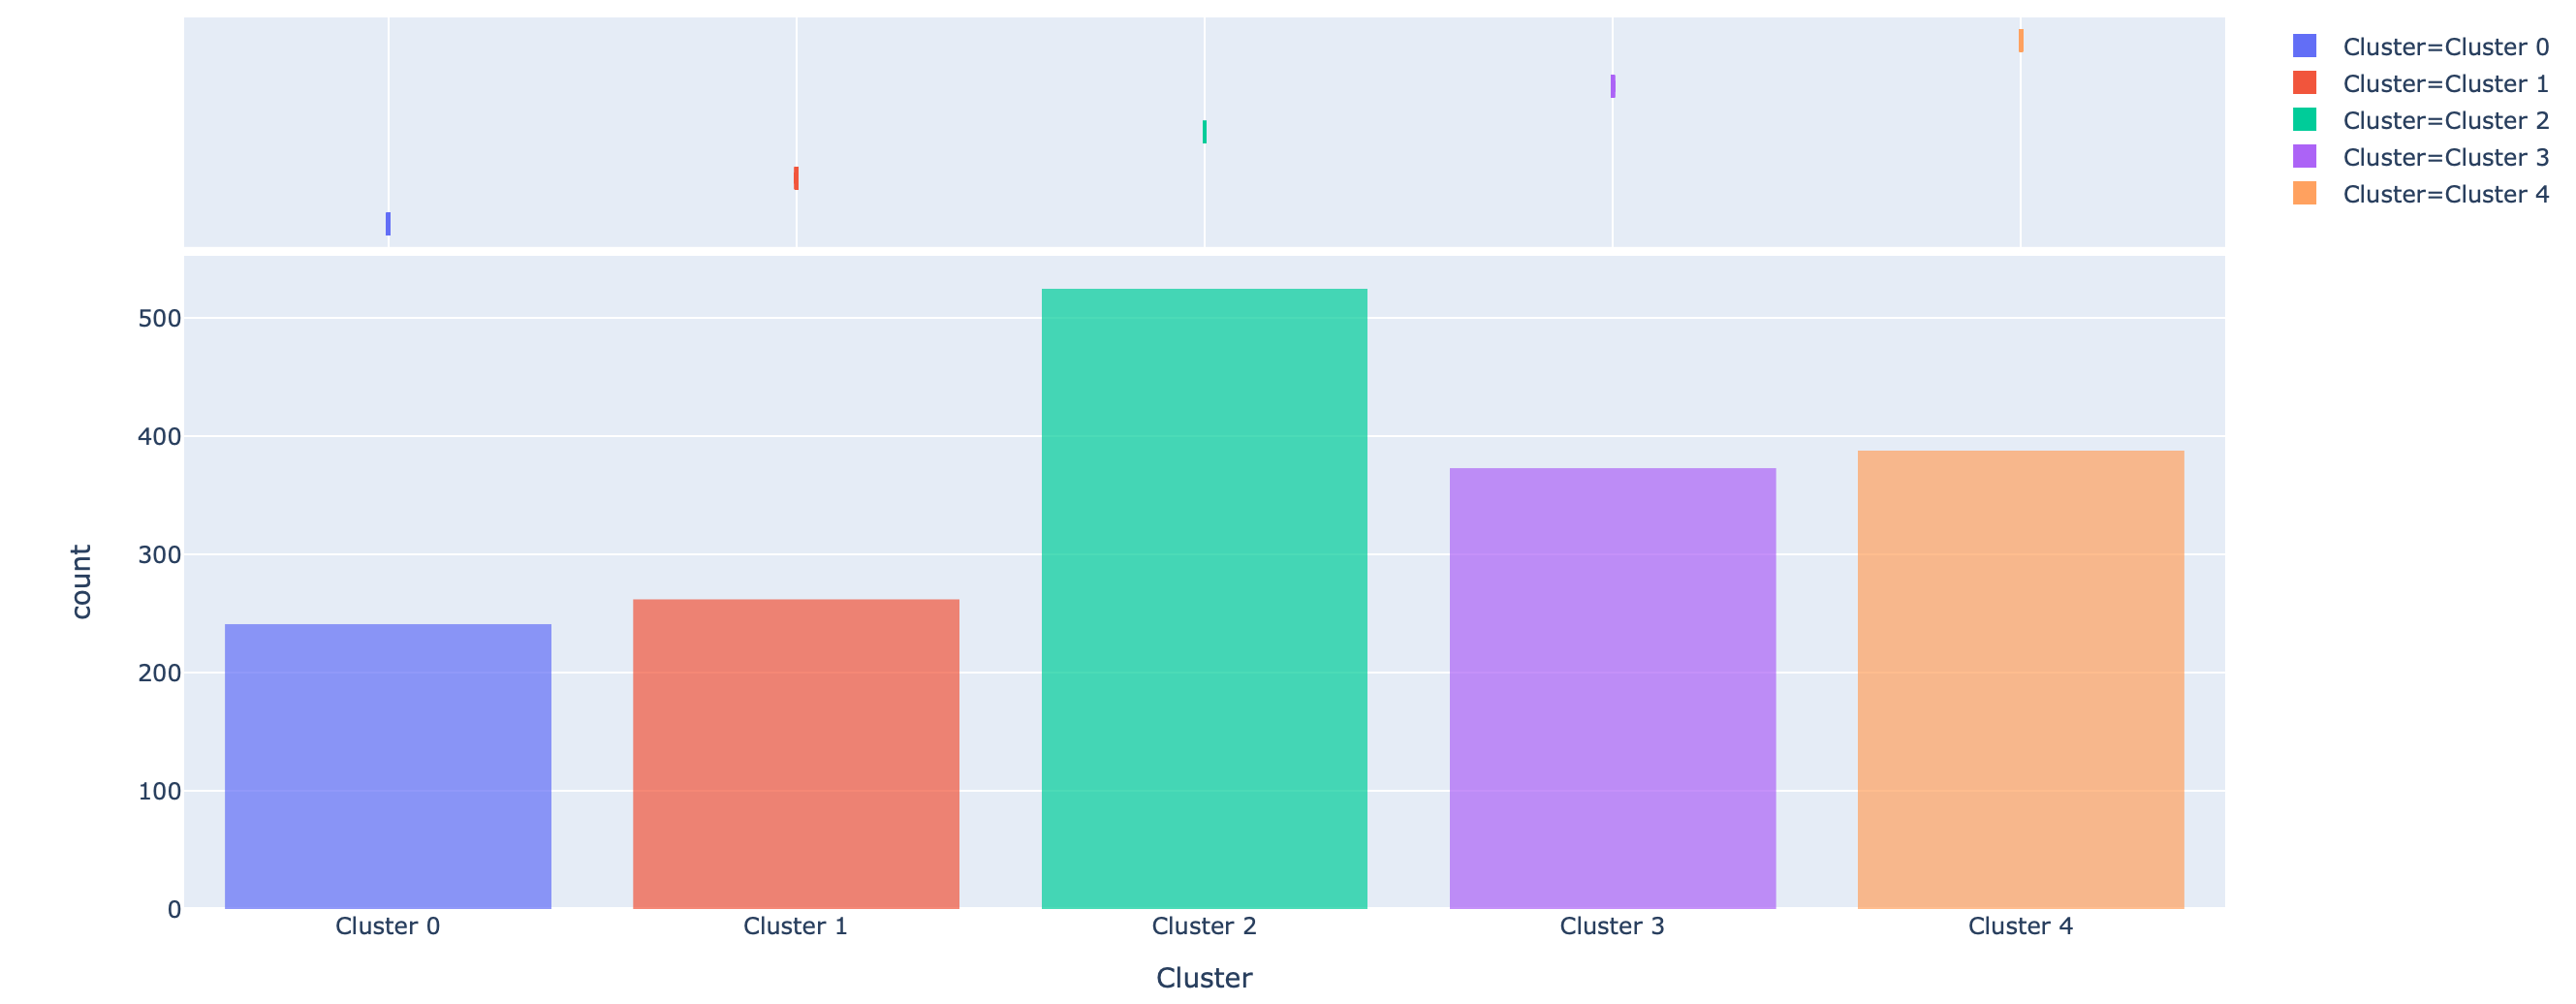 Cluster=Cluster 0
Cluster=Cluster 1
Cluster=Cluster 2
Cluster=Cluster 3
Cluster=Cluster 4
500
400
300
200
100
0
count
Cluster 0 Cluster 1 Cluster 2 Cluster 3 Cluster 4
Cluster